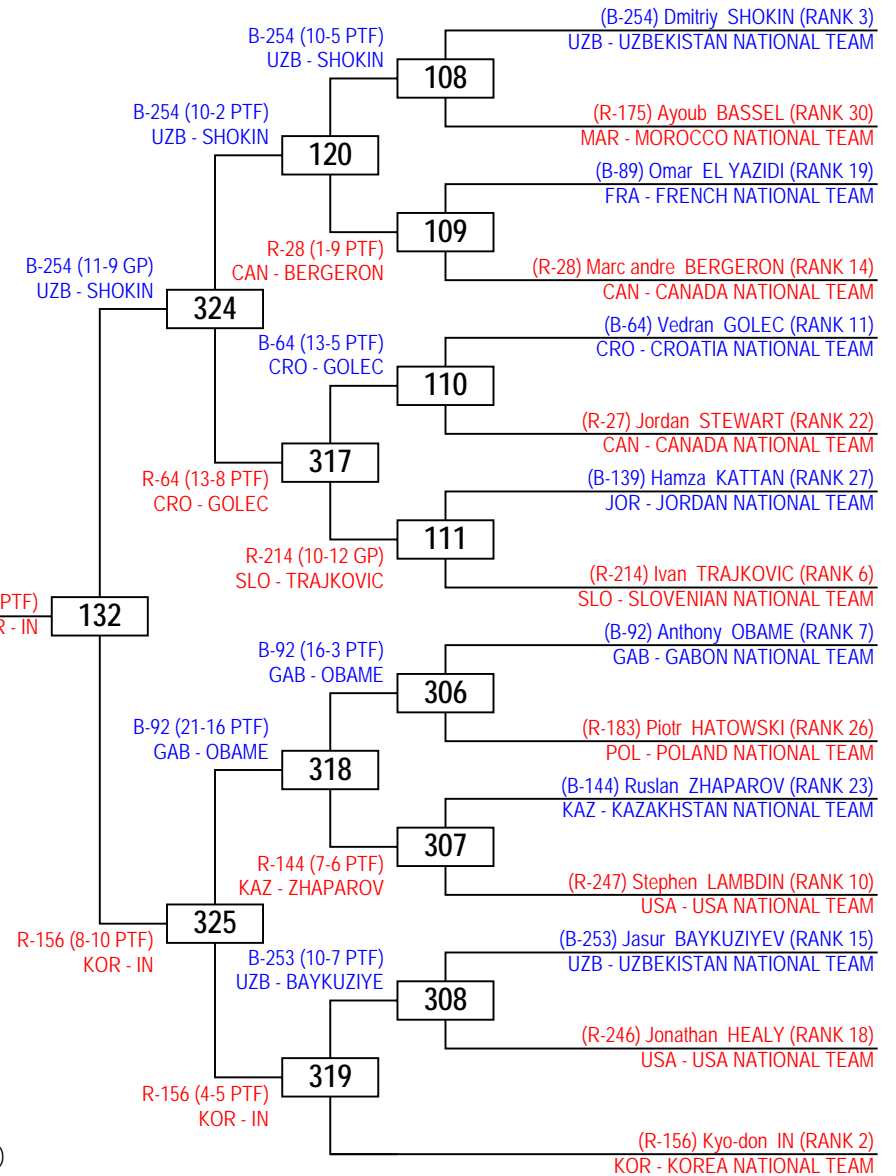 (B-254) Dmitriy SHOKIN (RANK 3)
UZB - UZBEKISTAN NATIONAL TEAM
B-254 (10-5 PTF)
UZB - SHOKIN
108
(R-175) Ayoub BASSEL (RANK 30)
MAR - MOROCCO NATIONAL TEAM
B-254 (10-2 PTF)
UZB - SHOKIN
120
(B-89) Omar EL YAZIDI (RANK 19)
FRA - FRENCH NATIONAL TEAM
R-28 (1-9 PTF)
CAN - BERGERON
109
(R-28) Marc andre BERGERON (RANK 14)
CAN - CANADA NATIONAL TEAM
B-254 (11-9 GP)
UZB - SHOKIN
324
(B-64) Vedran GOLEC (RANK 11)
CRO - CROATIA NATIONAL TEAM
B-64 (13-5 PTF)
CRO - GOLEC
110
(R-27) Jordan STEWART (RANK 22)
CAN - CANADA NATIONAL TEAM
R-64 (13-8 PTF)
CRO - GOLEC
317
(B-139) Hamza KATTAN (RANK 27)
JOR - JORDAN NATIONAL TEAM
R-214 (10-12 GP)
SLO - TRAJKOVIC
111
(R-214) Ivan TRAJKOVIC (RANK 6)
SLO - SLOVENIAN NATIONAL TEAM
PTF)
R - IN
132
(B-92) Anthony OBAME (RANK 7)
GAB - GABON NATIONAL TEAM
B-92 (16-3 PTF)
GAB - OBAME
306
(R-183) Piotr HATOWSKI (RANK 26)
POL - POLAND NATIONAL TEAM
B-92 (21-16 PTF)
GAB - OBAME
318
(B-144) Ruslan ZHAPAROV (RANK 23)
KAZ - KAZAKHSTAN NATIONAL TEAM
R-144 (7-6 PTF)
KAZ - ZHAPAROV
307
(R-247) Stephen LAMBDIN (RANK 10)
USA - USA NATIONAL TEAM
R-156 (8-10 PTF)
KOR - IN
325
(B-253) Jasur BAYKUZIYEV (RANK 15)
UZB - UZBEKISTAN NATIONAL TEAM
B-253 (10-7 PTF)
UZB - BAYKUZIYE
308
(R-246) Jonathan HEALY (RANK 18)
USA - USA NATIONAL TEAM
R-156 (4-5 PTF)
KOR - IN
319
(R-156) Kyo-don IN (RANK 2)
KOR - KOREA NATIONAL TEAM
)